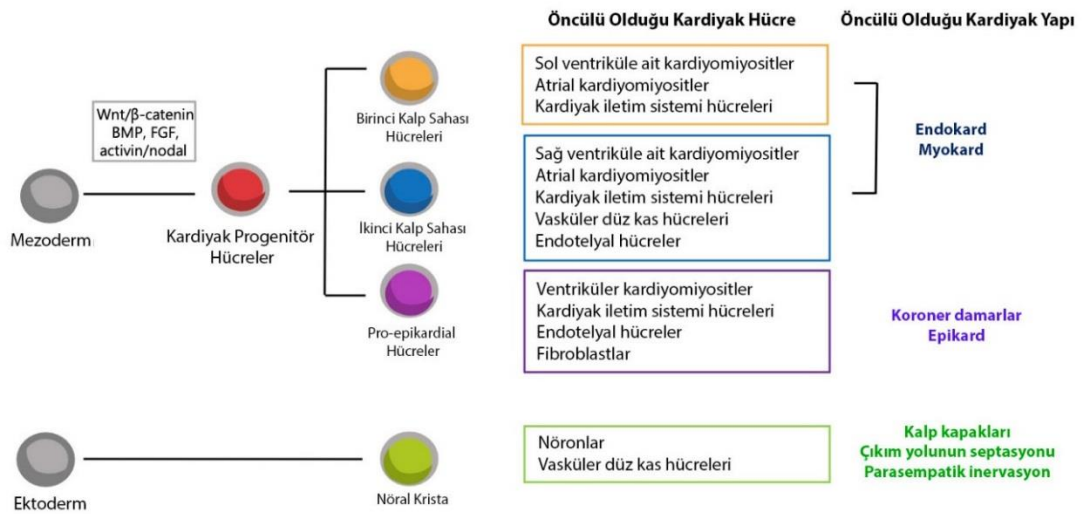 Öncülü Olduğu Kardiyak Hücre
Öncülü Olduğu Kardiyak Yapı
Wnt/β-catenin
BMP, FGF,
activin/nodal
Mezoderm
Kardiyak Progenitör
Hücreler
Birinci Kalp Sahası
Hücreleri
Sol ventriküle ait kardiyomiyositler
Atrial kardiyomiyositler
Kardiyak iletim sistemi hücreleri
İkinci Kalp Sahası
Hücreleri
Sağ ventriküle ait kardiyomiyositler
Atrial kardiyomiyositler
Kardiyak iletim sistemi hücreleri
Vasküler düz kas hücreleri
Endotelyal hücreler
Endokard
Myokard
Pro-epikardial
Hücreler
Ventriküler kardiyomiyositler
Kardiyak iletim sistemi hücreleri
Endotelyal hücreler
Fibroblastlar
Koroner damarlar
Epikard
Ektoderm
Nöral Krista
Nöronlar
Vasküler düz kas hücreleri
Kalp kapakları
Çıkım yolunun septasyonu
Parasempatik inervasyon